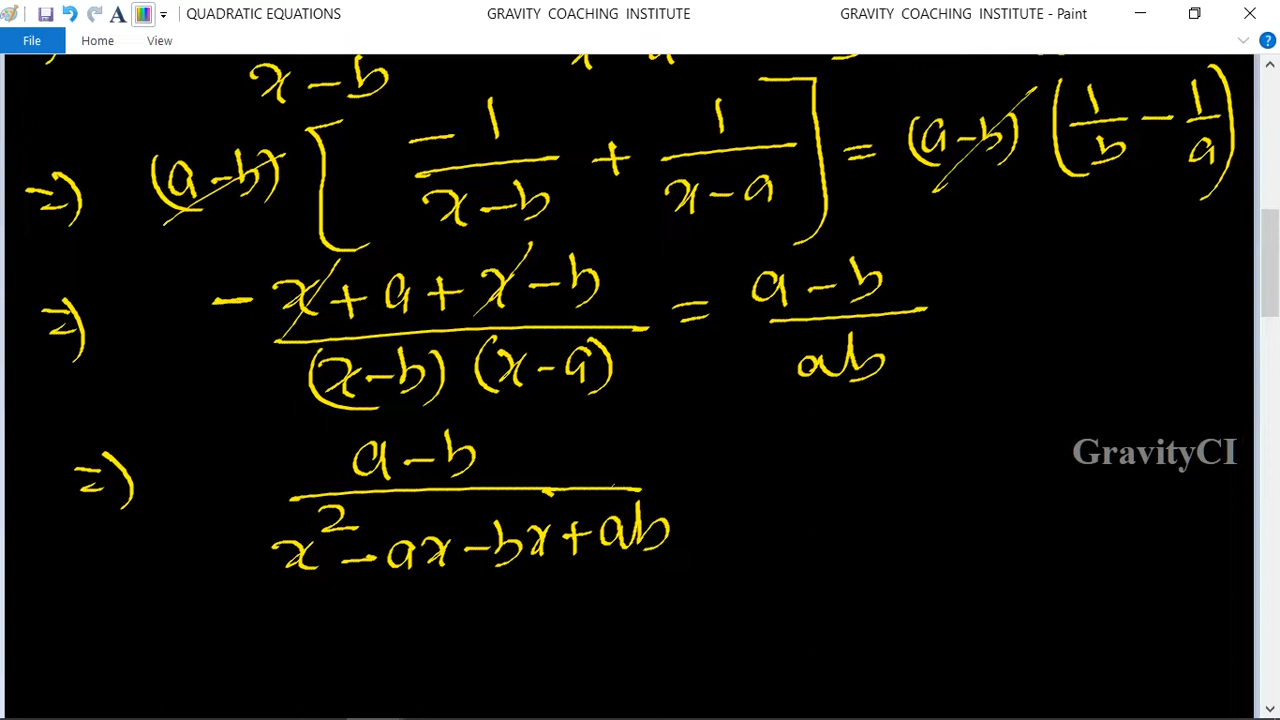 QUADRATIC EQUATIONS GRAVITY COACHING INSTITUTE GRAVITY COACHING INSTITUTE - Paint
File Home View
x - b
=) (a-b) [ -1/(x-b) + 1/(x-a) ] = (a-b) (1/b - 1/a)
=) (-x + a + x - b)/((x-b) (x-a)) = (a-b)/(ab)
GravityCI
=) (a-b)/(x² - ax - bx + ab)